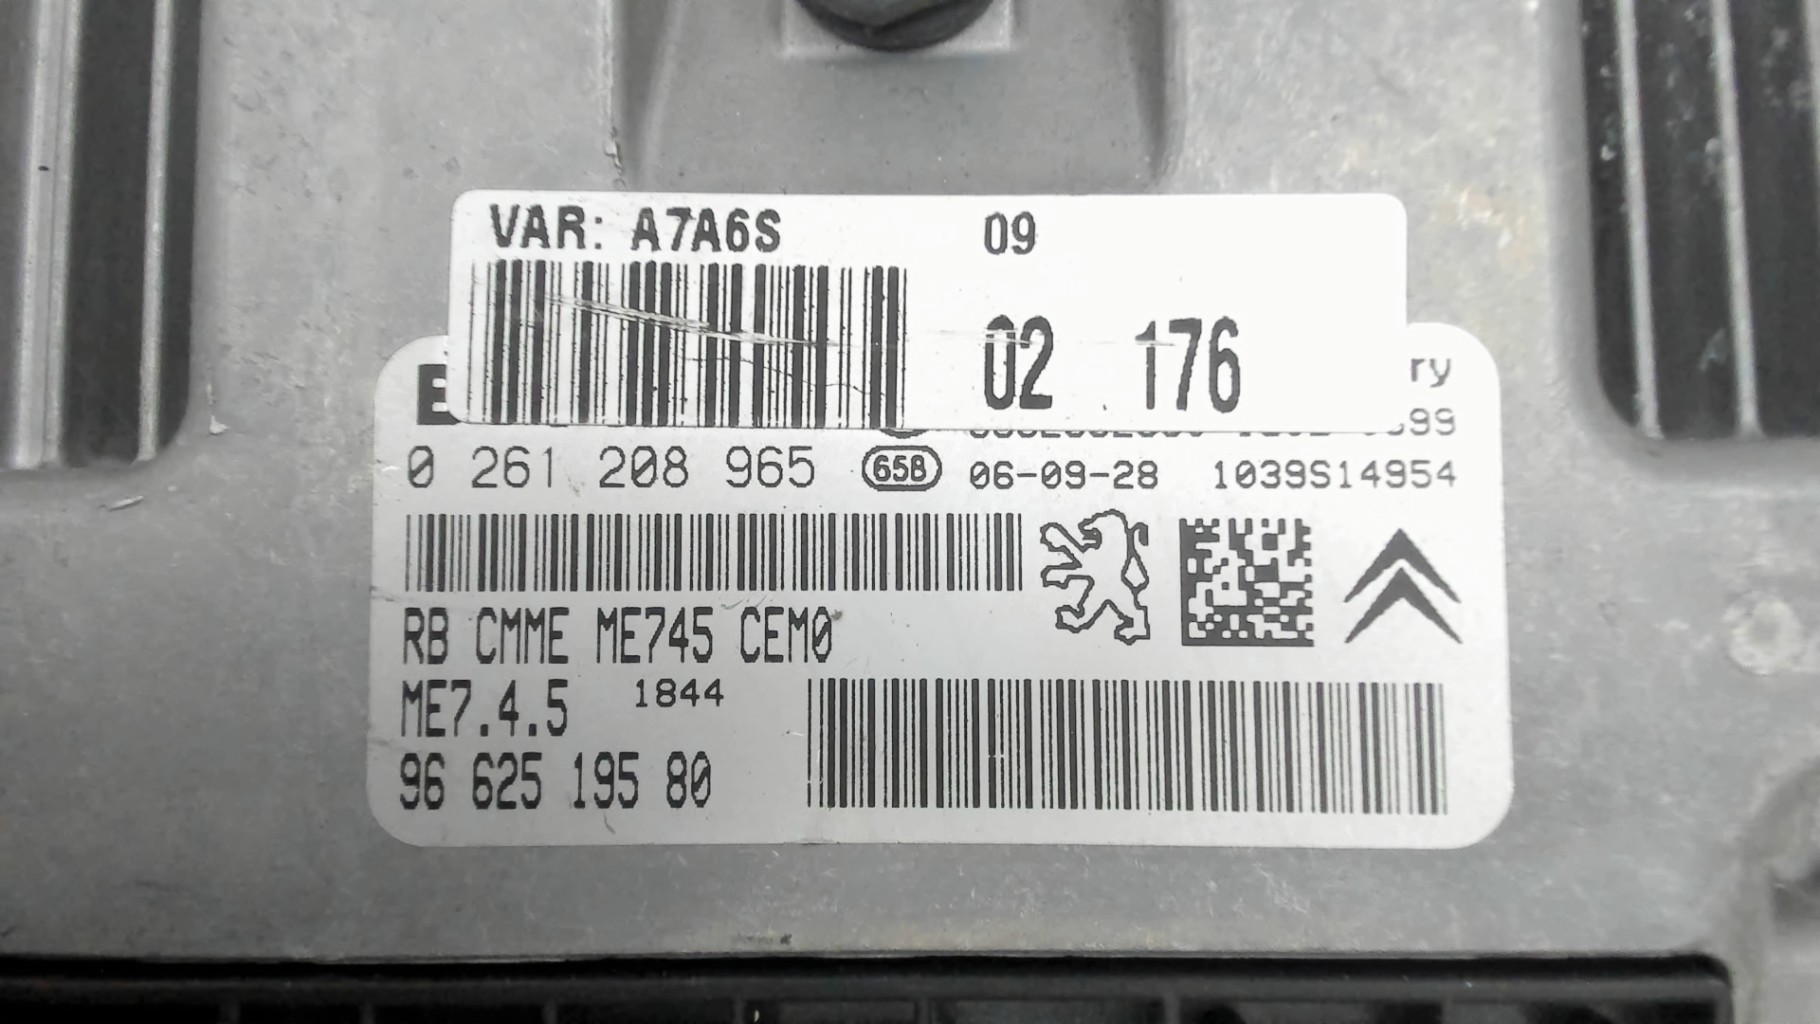 VAR: A7A6S 09
02 176
ry
0 261 208 965 65B 06-09-28 1039S14954
RB CMME ME745 CEM0
ME7.4.5 1844
96 625 195 80